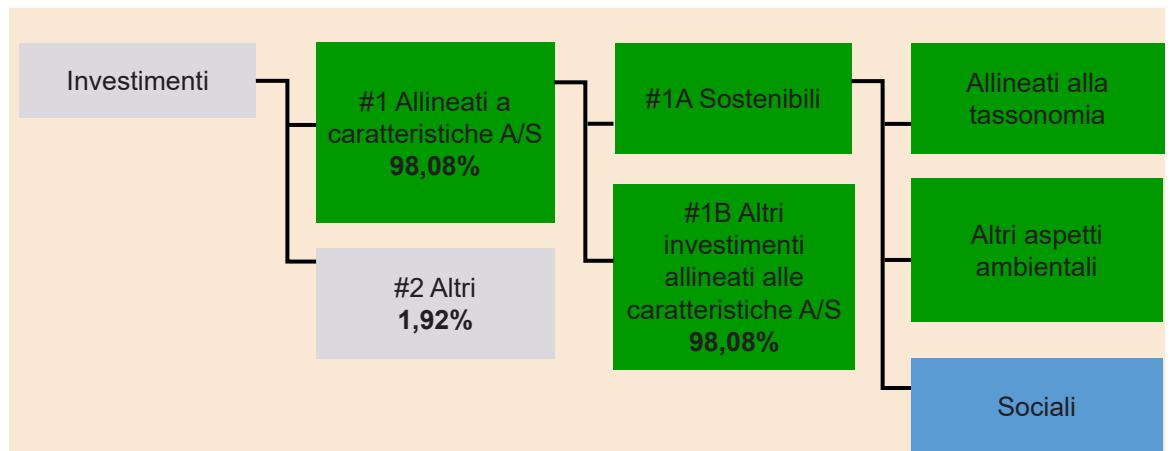 Investimenti
#1 Allineati a
caratteristiche A/S
98,08%
#2 Altri
1,92%
#1A Sostenibili
#1B Altri
investimenti
allineati alle
caratteristiche A/S
98,08%
Allineati alla
tassonomia
Altri aspetti
ambientali
Sociali